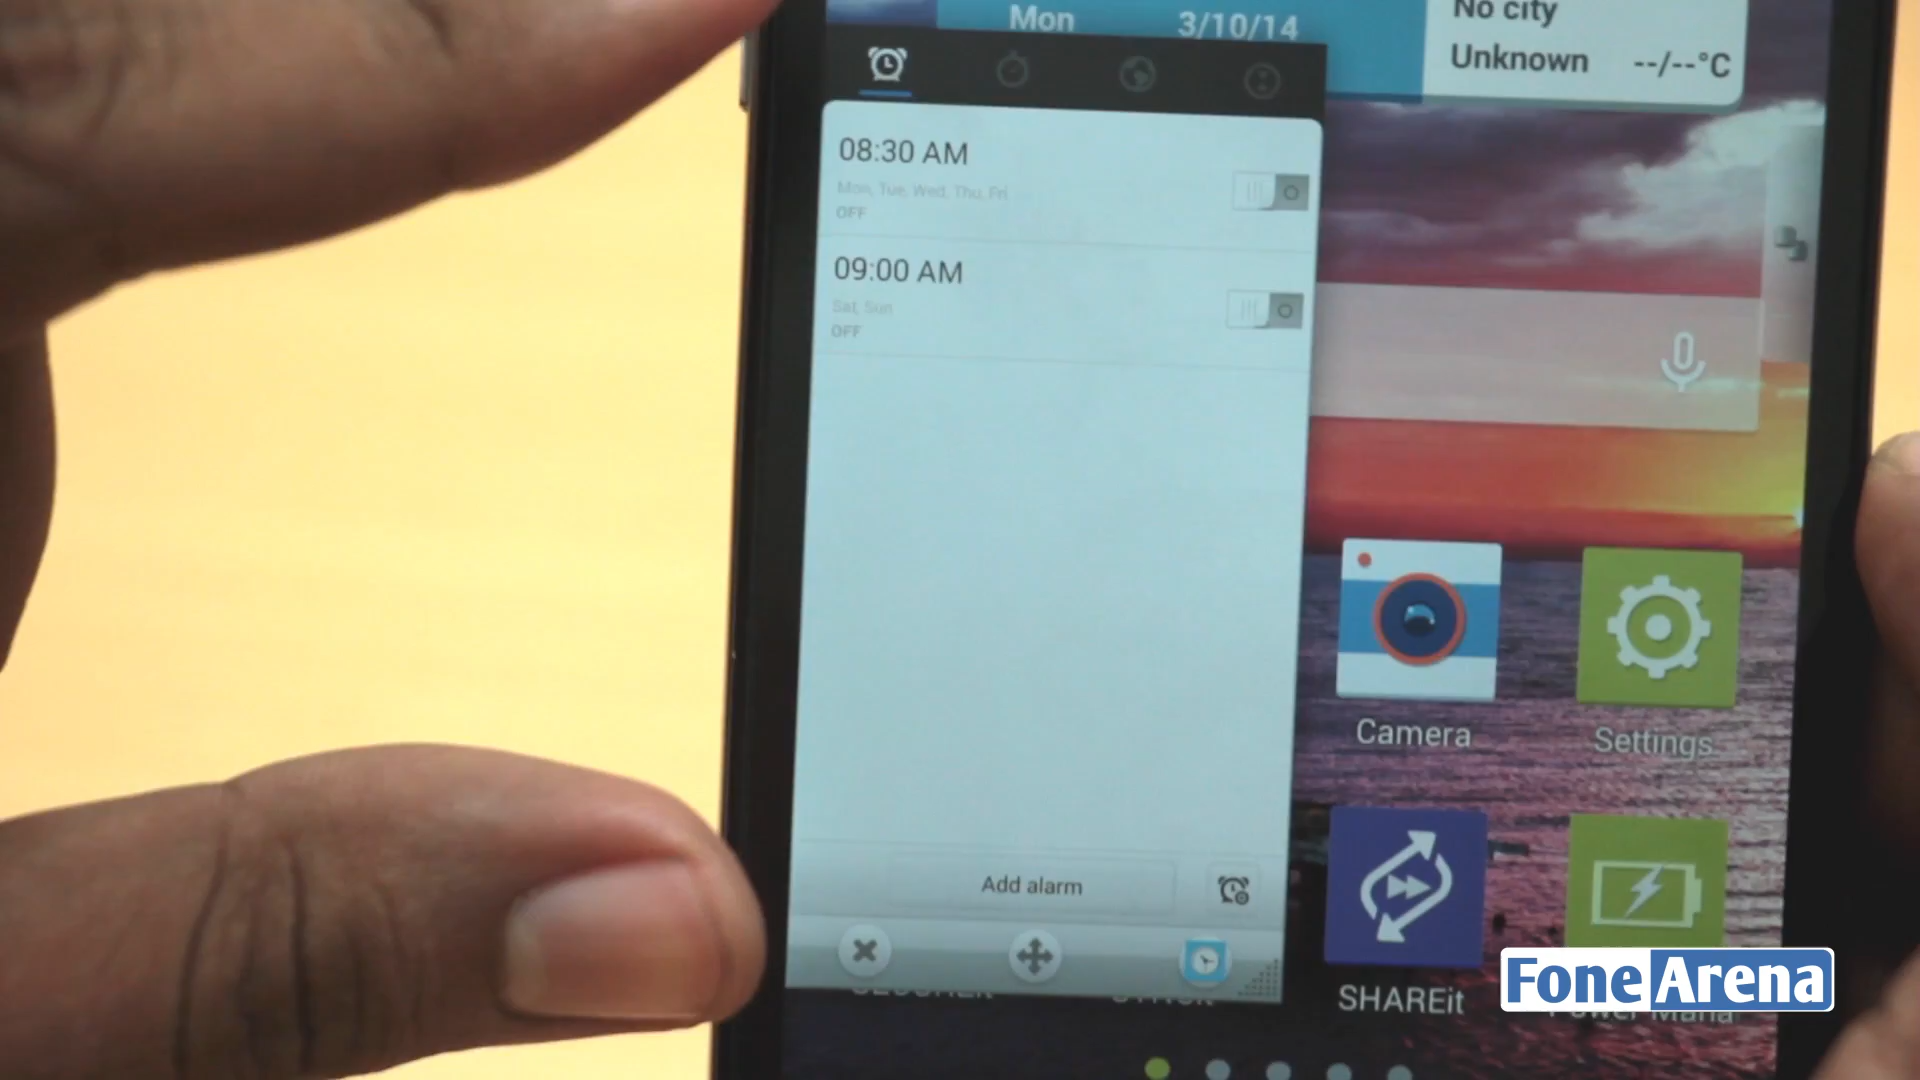 Mon 3/10/14
No city
Unknown --/--°C
08:30 AM
Mon, Tue, Wed, Thu, Fri
OFF
09:00 AM
Sat, Sun
OFF
Camera
Settings
Add alarm
SHAREit
FoneArena